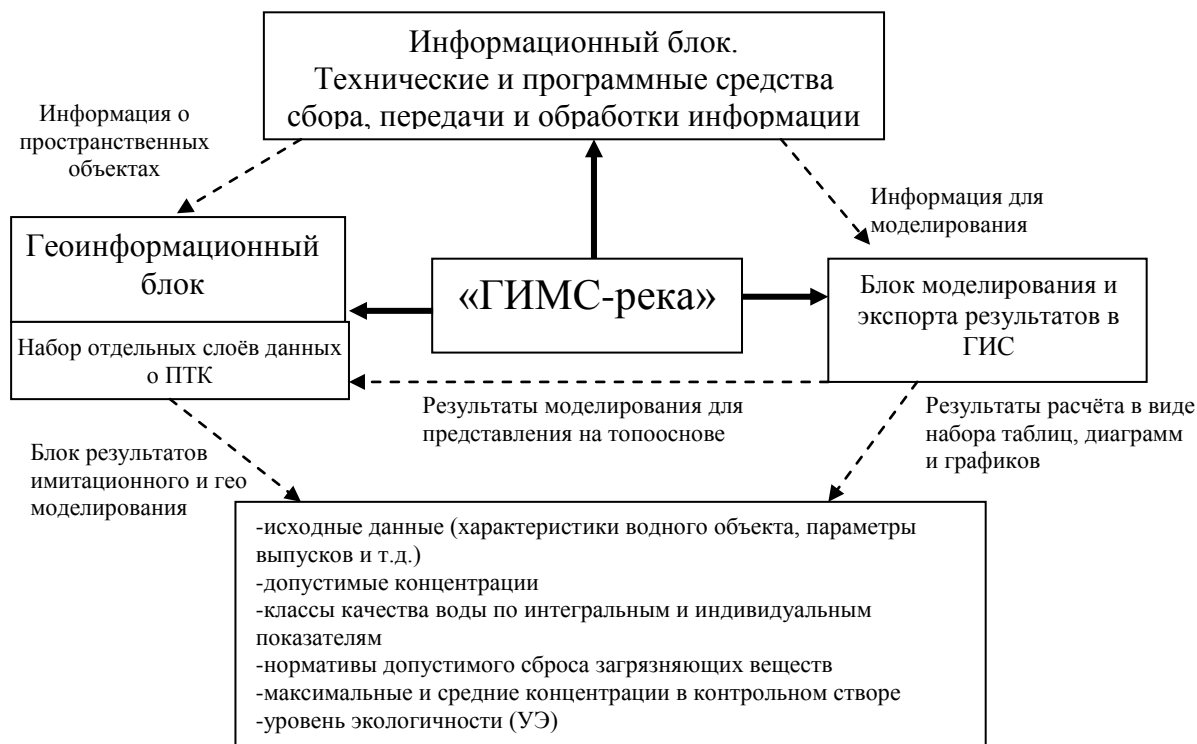 Информационный блок.
Технические и программные средства
сбора, передачи и обработки информации
Информация о
пространственных
объектах
Информация для
моделирования
Геоинформационный
блок
«ГИМС-река»
Блок моделирования и
экспорта результатов в
ГИС
Набор отдельных слоёв данных
о ПТК
Результаты моделирования для
представления на топооснове
Результаты расчёта в виде
набора таблиц, диаграмм
и графиков
Блок результатов
имитационного и гео
моделирования
-исходные данные (характеристики водного объекта, параметры
выпусков и т.д.)
-допустимые концентрации
-классы качества воды по интегральным и индивидуальным
показателям
-нормативы допустимого сброса загрязняющих веществ
-максимальные и средние концентрации в контрольном створе
-уровень экологичности (УЭ)